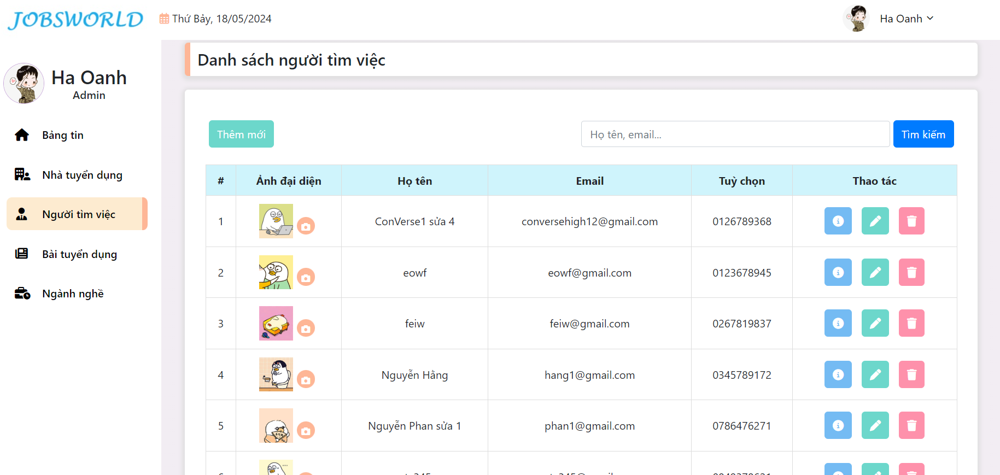 JOBSWORLD
Thứ Bảy, 18/05/2024
Ha Oanh
Ha Oanh
Admin
Bảng tin
Nhà tuyển dụng
Người tìm việc
Bài tuyển dụng
Ngành nghề
Danh sách người tìm việc
Thêm mới
Họ tên, email...
Tìm kiếm
# Ảnh đại diện Họ tên Email Tuỳ chọn Thao tác
1 ConVerse1 sửa 4 conversehigh12@gmail.com 0126789368
2 eowf eowf@gmail.com 0123678945
3 feiw feiw@gmail.com 0267819837
4 Nguyễn Hằng hang1@gmail.com 0345789172
5 Nguyễn Phan sửa 1 phan1@gmail.com 0786476271